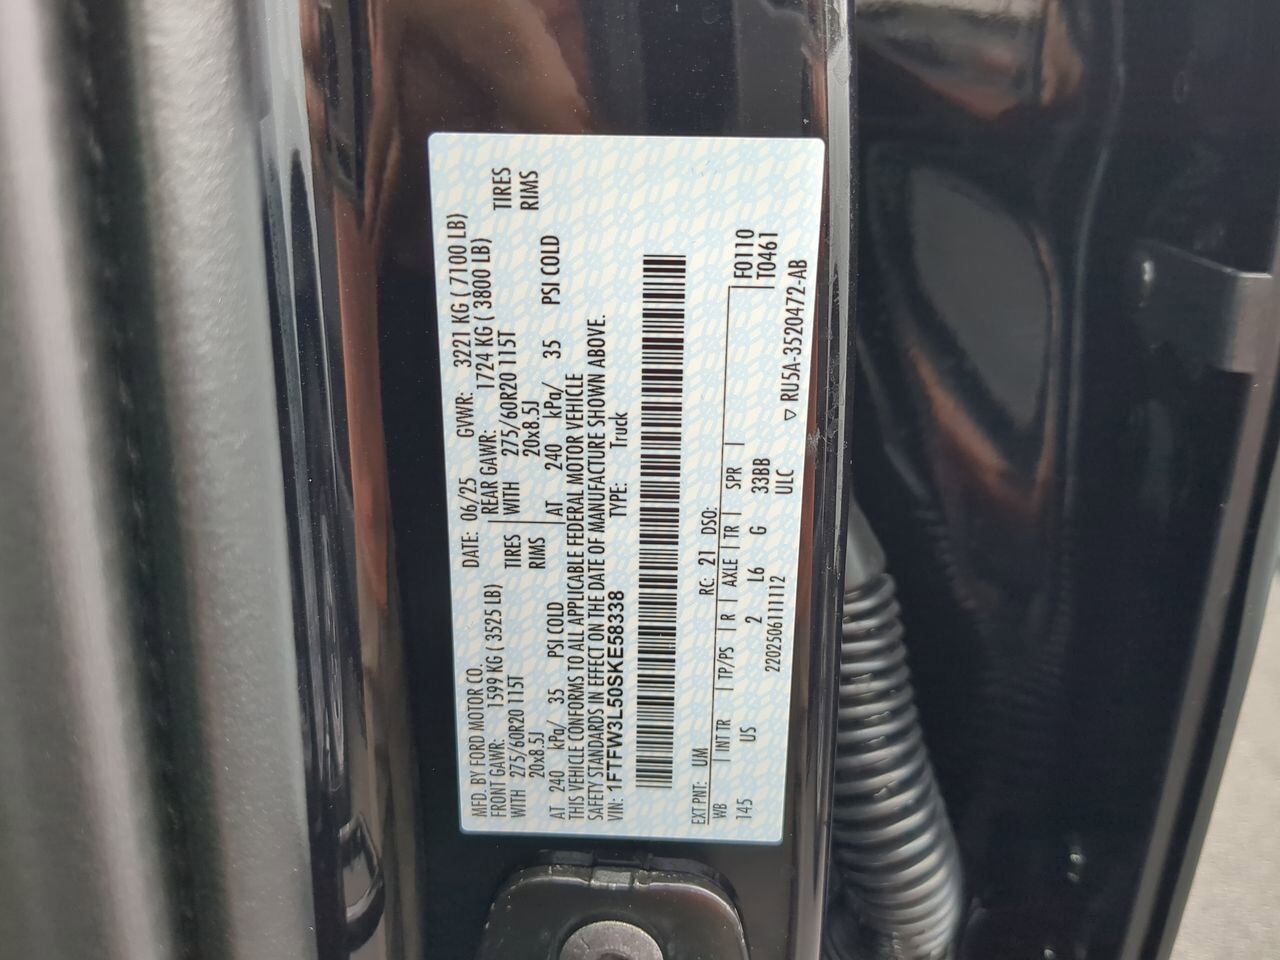 MFD. BY FORD MOTOR CO. DATE: 06/25 GVWR: 3221 KG ( 7100 LB)
FRONT GAWR: 1599 KG ( 3525 LB) REAR GAWR: 1724 KG ( 3800 LB)
WITH 275/60R20 115T TIRES WITH 275/60R20 115T TIRES
20x8.5J RIMS 20x8.5J RIMS
AT 240 kPa/ 35 PSI COLD AT 240 kPa/ 35 PSI COLD
THIS VEHICLE CONFORMS TO ALL APPLICABLE FEDERAL MOTOR VEHICLE
SAFETY STANDARDS IN EFFECT ON THE DATE OF MANUFACTURE SHOWN ABOVE.
VIN: 1FTFW3L50SKE58338 TYPE: Truck
EXT PNT: UM RC: 21 DSO:
WB INT TR TP/PS R AXLE TR SPR F0110
145 US 2 L6 G 33BB T0461
22025061111112 ULC
▽ RU5A-3520472-AB